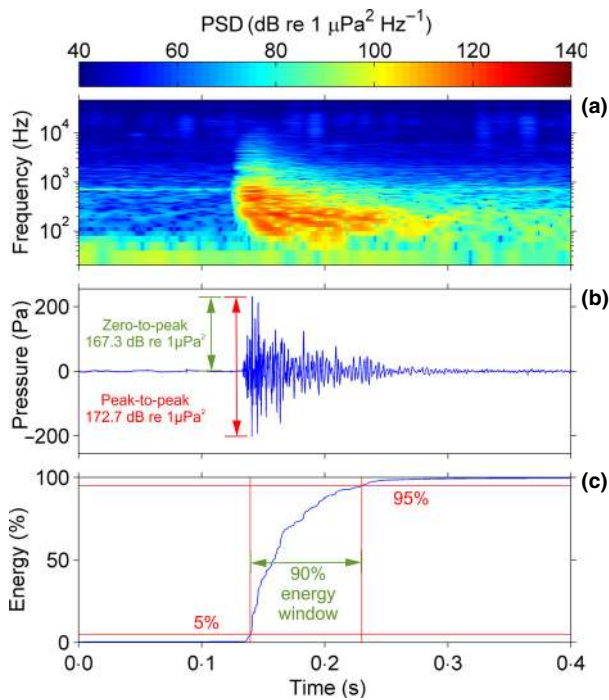 PSD (dB re 1 μPa² Hz⁻¹)
40 60 80 100 120 140
(a)
Frequency (Hz)
10⁴
10³
10²
(b)
Pressure (Pa)
200
0
−200
Zero-to-peak
167.3 dB re 1μPa²
Peak-to-peak
172.7 dB re 1μPa²
(c)
Energy (%)
100
50
0
95%
90%
energy
window
5%
0·0 0·1 0·2 0·3 0·4
Time (s)